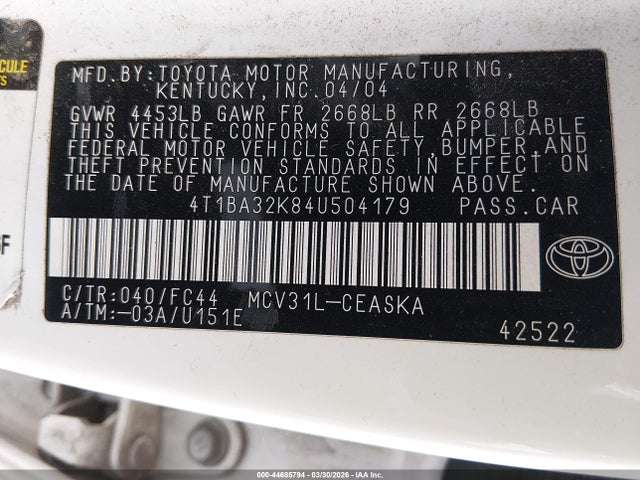 MFD.BY:TOYOTA MOTOR MANUFACTURING,
KENTUCKY,INC.04/04
GVWR 4453LB GAWR FR 2668LB RR 2668LB
THIS VEHICLE CONFORMS TO ALL APPLICABLE
FEDERAL MOTOR VEHICLE SAFETY,BUMPER,AND
THEFT PREVENTION STANDARDS IN EFFECT ON
THE DATE OF MANUFACTURE SHOWN ABOVE.
4T1BA32K84U504179 PASS.CAR
C/TR:040/FC44 MCV31L-CEASKA
A/TM:-03A/U151E
42522
000-44685794 - 03/30/2026 - IAAI, Inc.